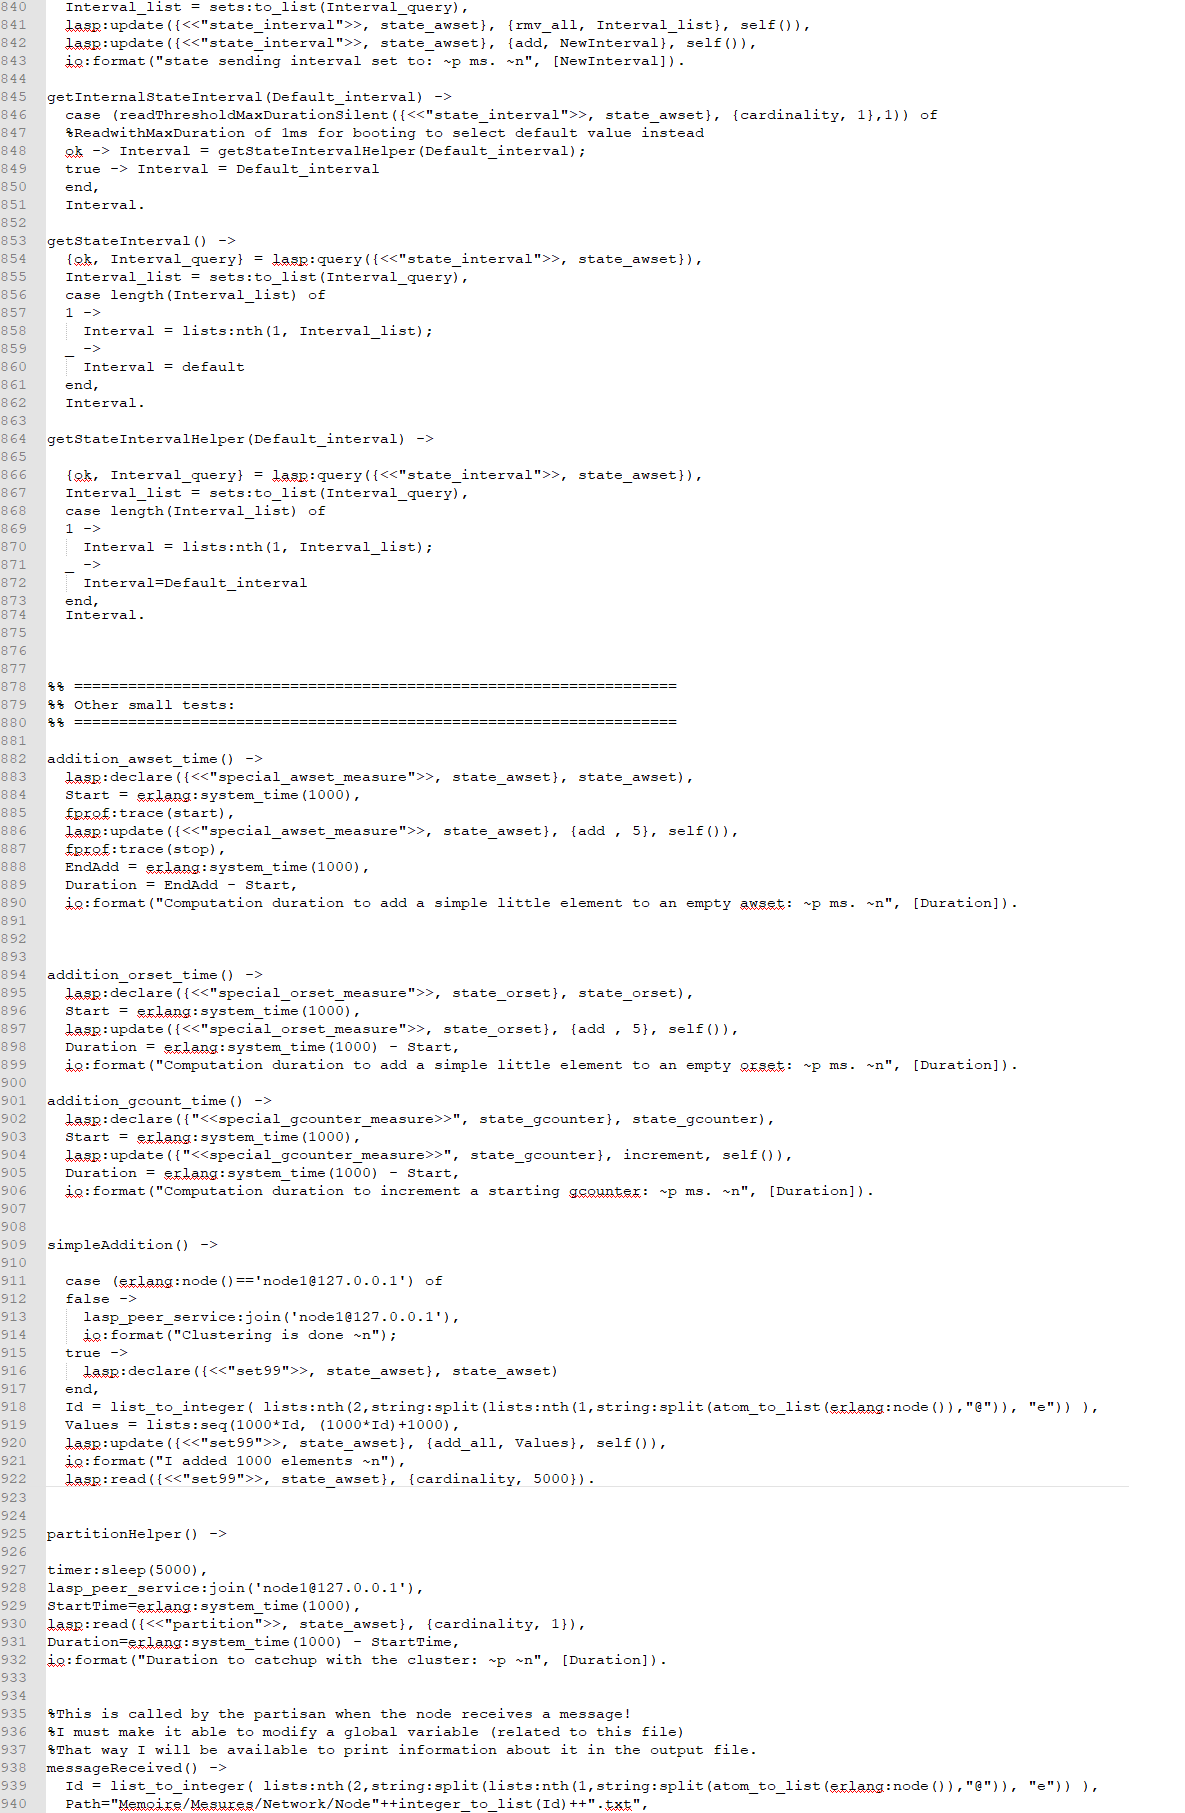 840 Interval_list = sets:to_list(Interval_query),
841 lasp:update({<<"state_interval">>, state_awset}, {rmv_all, Interval_list}, self()),
842 lasp:update({<<"state_interval">>, state_awset}, {add, NewInterval}, self()),
843 io:format("state sending interval set to: ~p ms. ~n", [NewInterval]).
844
845 getInternalStateInterval(Default_interval) ->
846 case (readThresholdMaxDurationSilent({<<"state_interval">>, state_awset}, {cardinality, 1},1)) of
847 %ReadwithMaxDuration of 1ms for booting to select default value instead
848 ok -> Interval = getStateIntervalHelper(Default_interval);
849 true -> Interval = Default_interval
850 end,
851 Interval.
852
853 getStateInterval() ->
854 {ok, Interval_query} = lasp:query({<<"state_interval">>, state_awset}),
855 Interval_list = sets:to_list(Interval_query),
856 case length(Interval_list) of
857 1 ->
858 Interval = lists:nth(1, Interval_list);
859 _ ->
860 Interval = default
861 end,
862 Interval.
863
864 getStateIntervalHelper(Default_interval) ->
865
866 {ok, Interval_query} = lasp:query({<<"state_interval">>, state_awset}),
867 Interval_list = sets:to_list(Interval_query),
868 case length(Interval_list) of
869 1 ->
870 Interval = lists:nth(1, Interval_list);
871 _ ->
872 Interval=Default_interval
873 end,
874 Interval.
875
876
877
878 %% ===================================================================
879 %% Other small tests:
880 %% ===================================================================
881
882 addition_awset_time() ->
883 lasp:declare({<<"special_awset_measure">>, state_awset}, state_awset),
884 Start = erlang:system_time(1000),
885 fprof:trace(start),
886 lasp:update({<<"special_awset_measure">>, state_awset}, {add , 5}, self()),
887 fprof:trace(stop),
888 EndAdd = erlang:system_time(1000),
889 Duration = EndAdd - Start,
890 io:format("Computation duration to add a simple little element to an empty awset: ~p ms. ~n", [Duration]).
891
892
893
894 addition_orset_time() ->
895 lasp:declare({<<"special_orset_measure">>, state_orset}, state_orset),
896 Start = erlang:system_time(1000),
897 lasp:update({<<"special_orset_measure">>, state_orset}, {add , 5}, self()),
898 Duration = erlang:system_time(1000) - Start,
899 io:format("Computation duration to add a simple little element to an empty orset: ~p ms. ~n", [Duration]).
900
901 addition_gcount_time() ->
902 lasp:declare({"<<special_gcounter_measure>>", state_gcounter}, state_gcounter),
903 Start = erlang:system_time(1000),
904 lasp:update({"<<special_gcounter_measure>>", state_gcounter}, increment, self()),
905 Duration = erlang:system_time(1000) - Start,
906 io:format("Computation duration to increment a starting gcounter: ~p ms. ~n", [Duration]).
907
908
909 simpleAddition() ->
910
911 case (erlang:node()=='node1@127.0.0.1') of
912 false ->
913 lasp_peer_service:join('node1@127.0.0.1'),
914 io:format("Clustering is done ~n");
915 true ->
916 lasp:declare({<<"set99">>, state_awset}, state_awset)
917 end,
918 Id = list_to_integer( lists:nth(2,string:split(lists:nth(1,string:split(atom_to_list(erlang:node()),"@")), "e")) ),
919 Values = lists:seq(1000*Id, (1000*Id)+1000),
920 lasp:update({<<"set99">>, state_awset}, {add_all, Values}, self()),
921 io:format("I added 1000 elements ~n"),
922 lasp:read({<<"set99">>, state_awset}, {cardinality, 5000}).
923
924
925 partitionHelper() ->
926
927 timer:sleep(5000),
928 lasp_peer_service:join('node1@127.0.0.1'),
929 StartTime=erlang:system_time(1000),
930 lasp:read({<<"partition">>, state_awset}, {cardinality, 1}),
931 Duration=erlang:system_time(1000) - StartTime,
932 io:format("Duration to catchup with the cluster: ~p ~n", [Duration]).
933
934
935 %This is called by the partisan when the node receives a message!
936 %I must make it able to modify a global variable (related to this file)
937 %That way I will be available to print information about it in the output file.
938 messageReceived() ->
939 Id = list_to_integer( lists:nth(2,string:split(lists:nth(1,string:split(atom_to_list(erlang:node()),"@")), "e")) ),
940 Path="Memoire/Mesures/Network/Node"++integer_to_list(Id)++".txt",